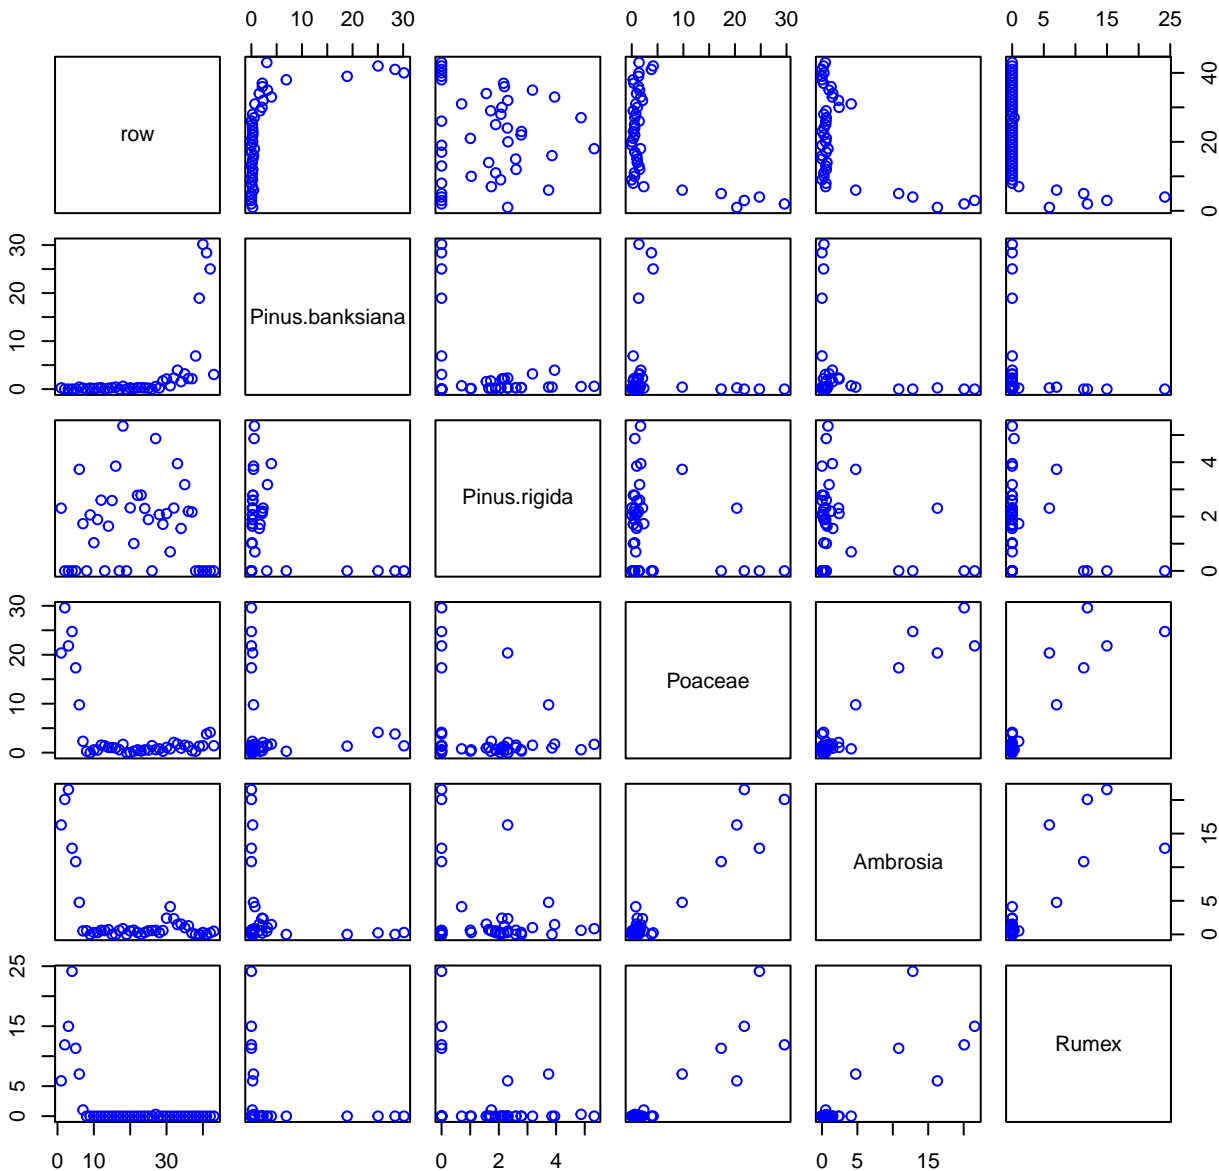 0 10 20 30 0 10 20 30 0 5 15 25
row 0 20 40
0 10 20 30 Pinus.banksiana
Pinus.rigida 0 2 4
0 10 20 30 Poaceae
Ambrosia 0 5 15
0 5 15 25 Rumex
0 10 30 0 2 4 0 5 15